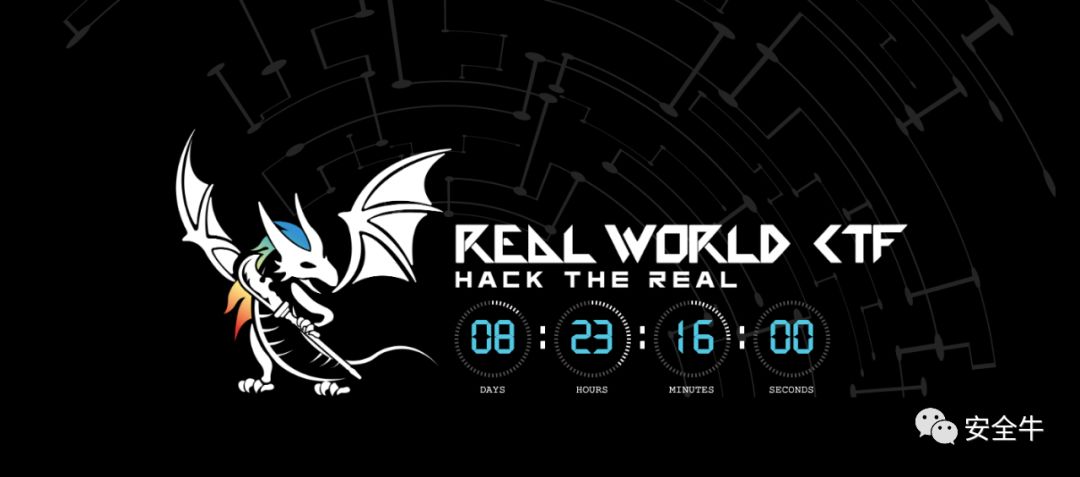 REAL WORLD CTF
HACK THE REAL
08 : 23 : 16 : 00
DAYS HOURS MINUTES SECONDS
安全牛